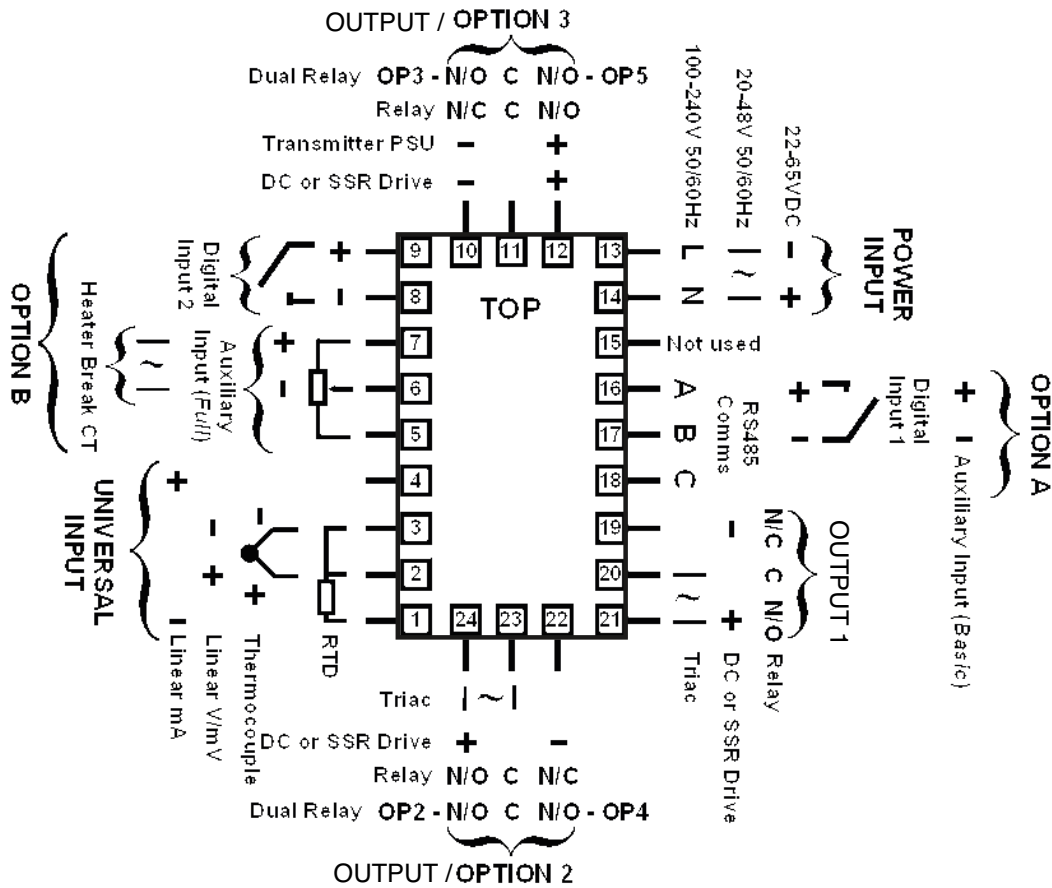 OUTPUT / OPTION 3
Dual Relay OP3 - N/O C N/O - OP5
Relay N/C C N/O
Transmitter PSU - +
DC or SSR Drive - +
9 10 11 12 13
8 TOP 14
7 15
6 16
5 17
4 18
3 19
2 20
1 24 23 22 21
100-240V 50/60Hz
L N
20-48V 50/60Hz
| ~ |
22-65VDC
- +
POWER
INPUT
Not used
A B C
RS485
Comms
+ -
Digital
Input 1
+ - Auxiliary Input (Basic)
OPTION A
| ~ | Triac
- + DC or SSR Drive
N/C C N/O Relay
OUTPUT 1
+ -
Digital
Input 2
+ -
Auxiliary
Input (Full)
| ~ |
Heater Break CT
OPTION B
RTD
- + Thermocouple
- + Linear V/mV
+ - Linear mA
UNIVERSAL
INPUT
Triac | ~ |
DC or SSR Drive + -
Relay N/O C N/C
Dual Relay OP2 - N/O C N/O - OP4
OUTPUT / OPTION 2